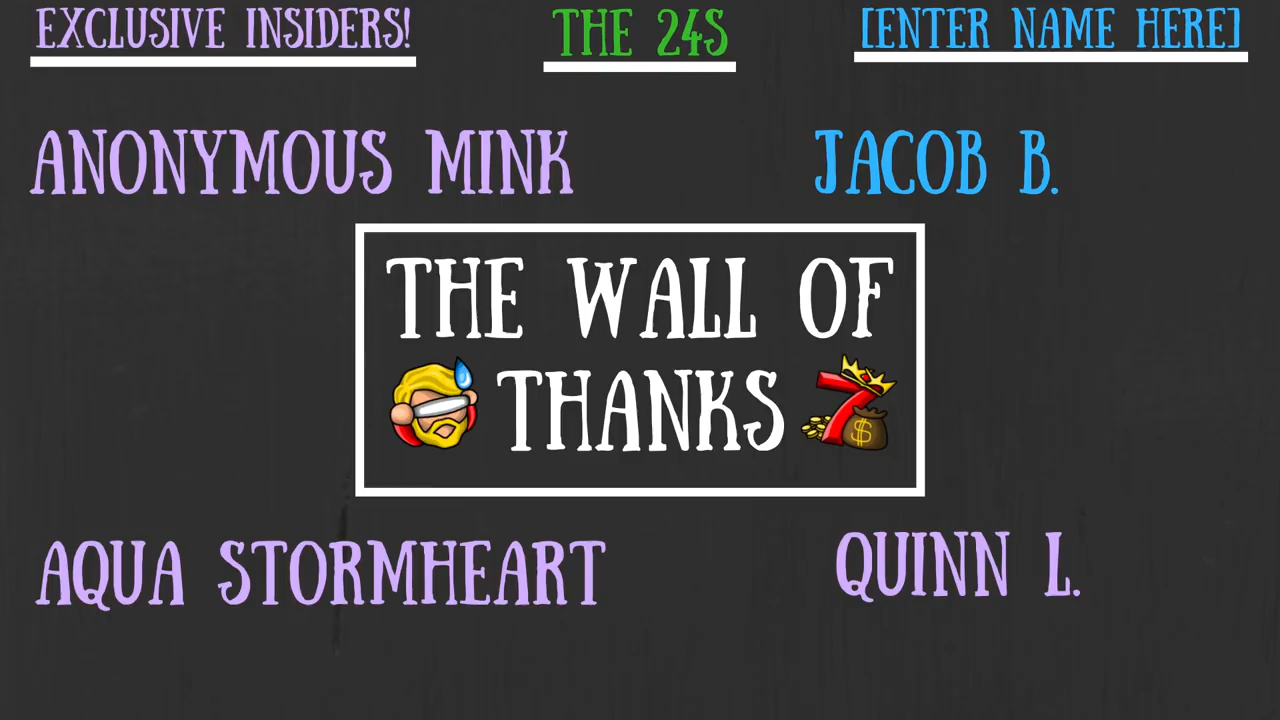 EXCLUSIVE INSIDERS!
THE 24S
[ENTER NAME HERE]
ANONYMOUS MINK
JACOB B.
THE WALL OF
THANKS
AQUA STORMHEART
QUINN L.